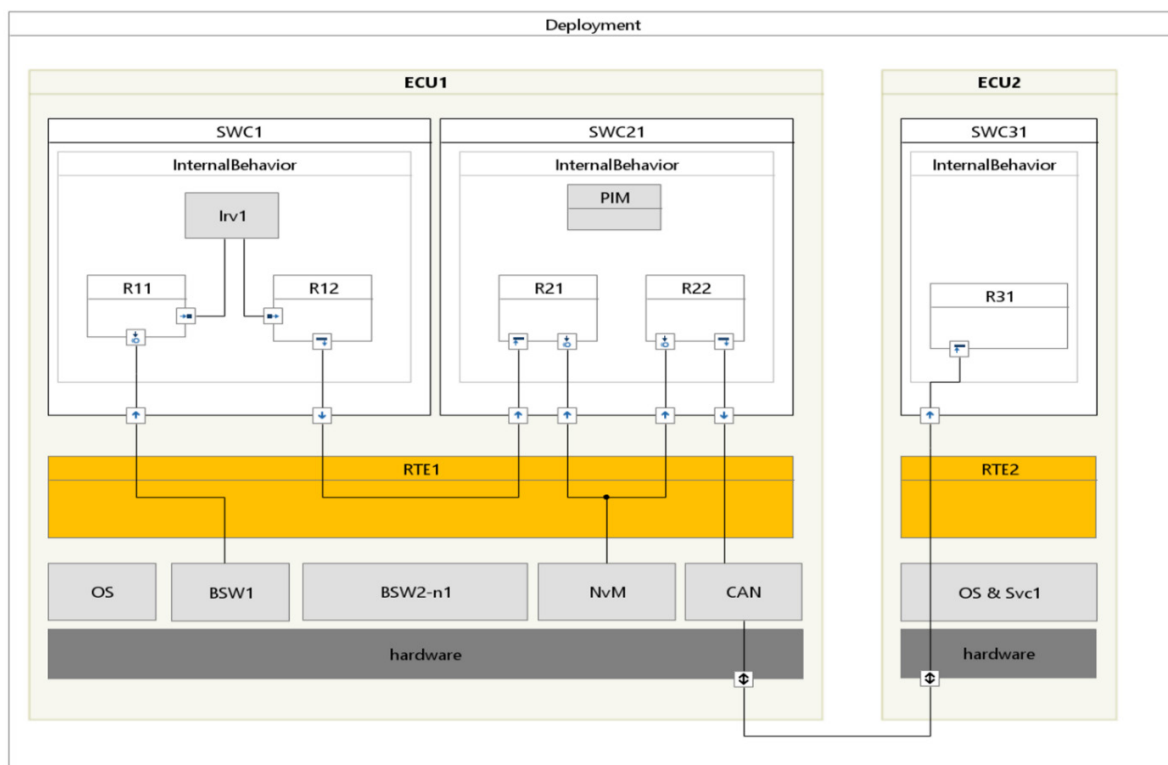 Deployment
ECU1
ECU2
SWC1
SWC21
SWC31
InternalBehavior
InternalBehavior
InternalBehavior
PIM
Irv1
R11
R12
R21
R22
R31
RTE1
RTE2
OS
BSW1
BSW2-n1
NvM
CAN
OS & Svc1
hardware
hardware